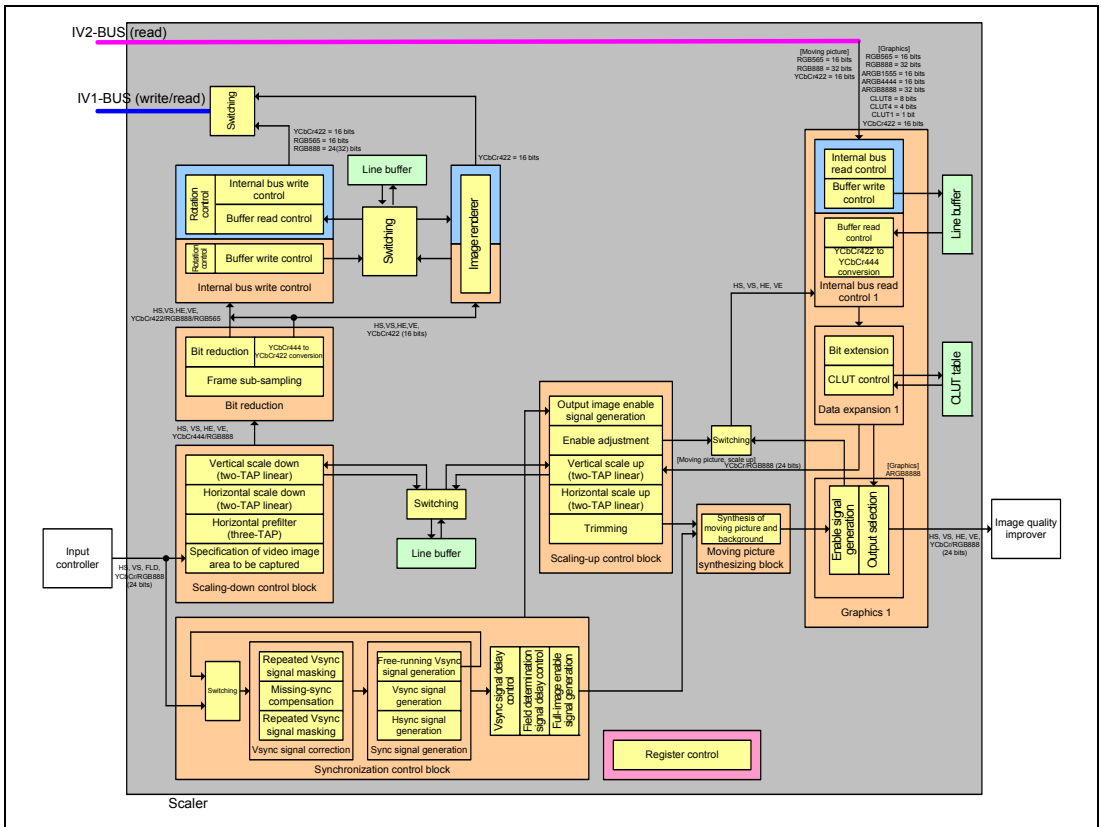 IV2-BUS (read)
[Moving picture]
RGB565 = 16 bits
RGB888 = 32 bits
YCbCr422 = 16 bits
[Graphics]
RGB565 = 16 bits
RGB888 = 32 bits
ARGB1555 = 16 bits
ARGB4444 = 16 bits
ARGB8888 = 32 bits
CLUT8 = 8 bits
CLUT4 = 4 bits
CLUT1 = 1 bit
YCbCr422 = 16 bits
IV1-BUS (write/read)
Switching
YCbCr422 = 16 bits
RGB565 = 16 bits
RGB888 = 24(32) bits
YCbCr422 = 16 bits
Line buffer
Rotation control
Internal bus write control
Buffer read control
Switching
Image renderer
Rotation control
Buffer write control
Internal bus write control
Internal bus read control
Buffer write control
Line buffer
Buffer read control
YCbCr422 to YCbCr444 conversion
Internal bus read control 1
HS, VS, HE, VE
HS,VS,HE,VE,
YCbCr422/RGB888/RGB565
HS,VS,HE,VE,
YCbCr422 (16 bits)
Bit reduction
YCbCr444 to YCbCr422 conversion
Frame sub-sampling
Bit reduction
Bit extension
CLUT control
Data expansion 1
CLUT table
HS, VS, HE, VE,
YCbCr444/RGB888
Output image enable signal generation
Enable adjustment
Switching
[Moving picture, scale up]
YCbCr/RGB888 (24 bits)
Vertical scale up
(two-TAP linear)
Horizontal scale up
(two-TAP linear)
Trimming
Scaling-up control block
Vertical scale down
(two-TAP linear)
Horizontal scale down
(two-TAP linear)
Horizontal prefilter
(three-TAP)
Specification of video image area to be captured
Scaling-down control block
Switching
Line buffer
[Graphics]
ARGB8888
Synthesis of moving picture and background
Moving picture synthesizing block
Enable signal generation
Output selection
Graphics 1
HS, VS, HE, VE,
YCbCr/RGB888
(24 bits)
Image quality improver
Input controller
HS, VS, FLD,
YCbCr/RGB888
(24 bits)
Switching
Repeated Vsync signal masking
Missing-sync compensation
Repeated Vsync signal masking
Vsync signal correction
Free-running Vsync signal generation
Vsync signal generation
Hsync signal generation
Sync signal generation
Vsync signal delay control
Field determination signal delay control
Full-image enable signal generation
Synchronization control block
Register control
Scaler